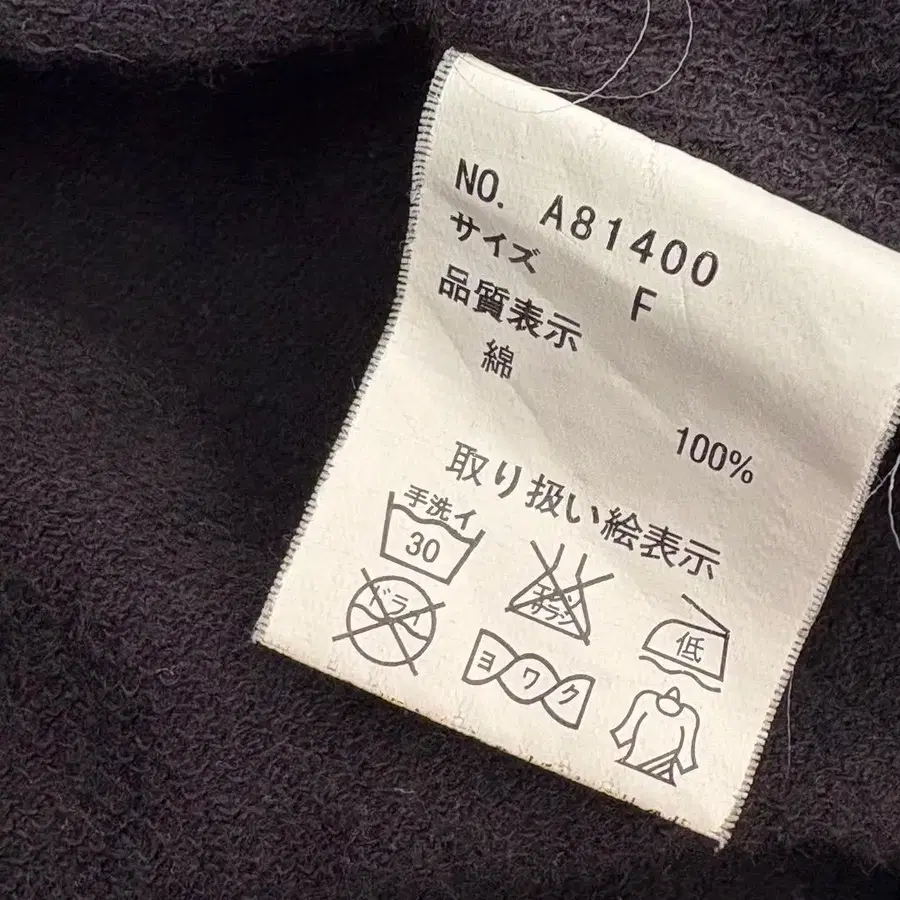 NO. A81400
サイズ F
品質表示
綿 100%
取り扱い絵表示
手洗イ
30
エンソ
サラシ
低
ドライ
ヨワク